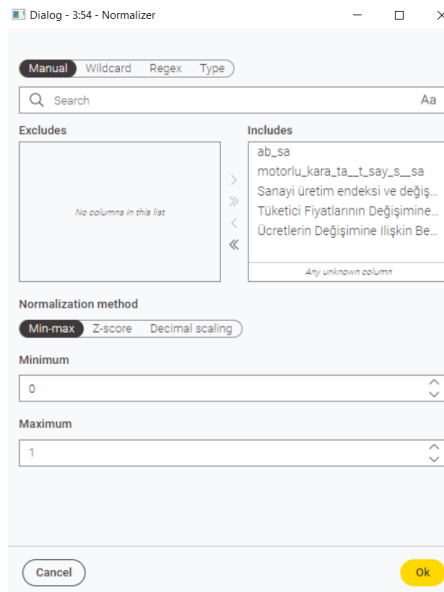 Dialog - 3:54 - Normalizer
Manual Wildcard Regex Type
Search Aa
Excludes Includes
ab_sa
motorlu_kara_ta__t_say_s__sa
Sanayi üretim endeksi ve değiş...
No columns in this list
Tüketici Fiyatlarının Değişimine...
Ücretlerin Değişimine Ilişkin Be...
Any unknown column
Normalization method
Min-max Z-score Decimal scaling
Minimum
0
Maximum
1
Cancel Ok